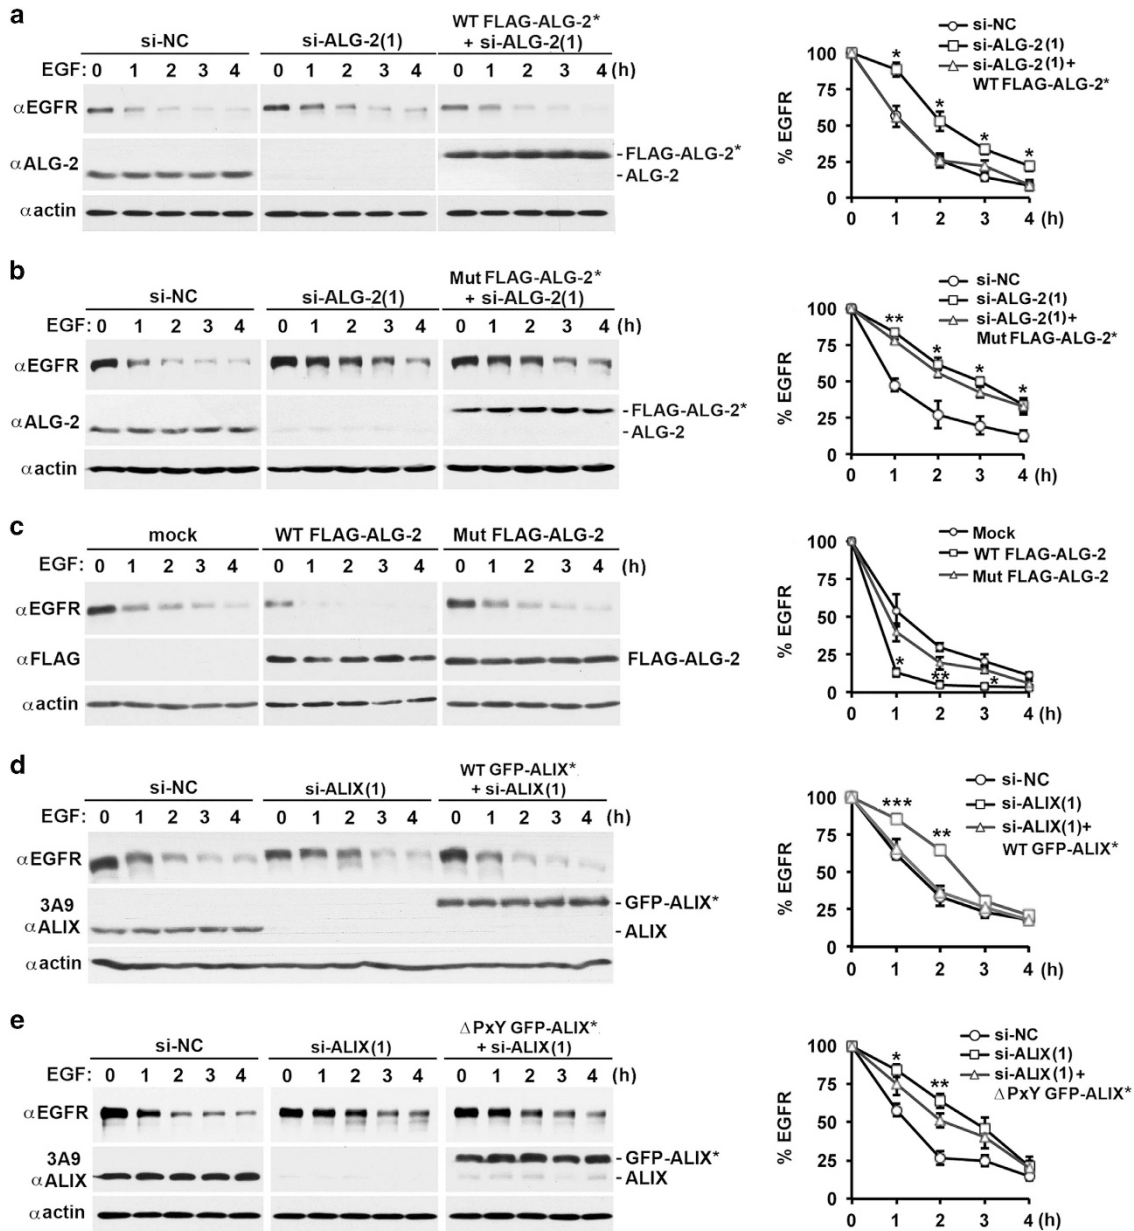 a
si-NC
si-ALG-2(1)
WT FLAG-ALG-2*
+ si-ALG-2(1)
EGF: 0 1 2 3 4 0 1 2 3 4 0 1 2 3 4 (h)
αEGFR
αALG-2
-FLAG-ALG-2*
-ALG-2
αactin
si-NC
si-ALG-2(1)
si-ALG-2(1)+
WT FLAG-ALG-2*
% EGFR
100
75
50
25
0
* * * *
0 1 2 3 4 (h)
b
si-NC
si-ALG-2(1)
Mut FLAG-ALG-2*
+ si-ALG-2(1)
EGF: 0 1 2 3 4 0 1 2 3 4 0 1 2 3 4 (h)
αEGFR
αALG-2
-FLAG-ALG-2*
-ALG-2
αactin
si-NC
si-ALG-2(1)
si-ALG-2(1)+
Mut FLAG-ALG-2*
% EGFR
100
75
50
25
0
** * * *
0 1 2 3 4 (h)
c
mock
WT FLAG-ALG-2
Mut FLAG-ALG-2
EGF: 0 1 2 3 4 0 1 2 3 4 0 1 2 3 4 (h)
αEGFR
αFLAG
FLAG-ALG-2
αactin
Mock
WT FLAG-ALG-2
Mut FLAG-ALG-2
% EGFR
100
75
50
25
0
* ** *
0 1 2 3 4 (h)
d
si-NC
si-ALIX(1)
WT GFP-ALIX*
+ si-ALIX(1)
EGF: 0 1 2 3 4 0 1 2 3 4 0 1 2 3 4 (h)
αEGFR
3A9
αALIX
-GFP-ALIX*
-ALIX
αactin
si-NC
si-ALIX(1)
si-ALIX(1)+
WT GFP-ALIX*
% EGFR
100
75
50
25
0
*** **
0 1 2 3 4 (h)
e
si-NC
si-ALIX(1)
ΔPxY GFP-ALIX*
+ si-ALIX(1)
EGF: 0 1 2 3 4 0 1 2 3 4 0 1 2 3 4 (h)
αEGFR
3A9
αALIX
-GFP-ALIX*
-ALIX
αactin
si-NC
si-ALIX(1)
si-ALIX(1)+
ΔPxY GFP-ALIX*
% EGFR
100
75
50
25
0
* **
0 1 2 3 4 (h)